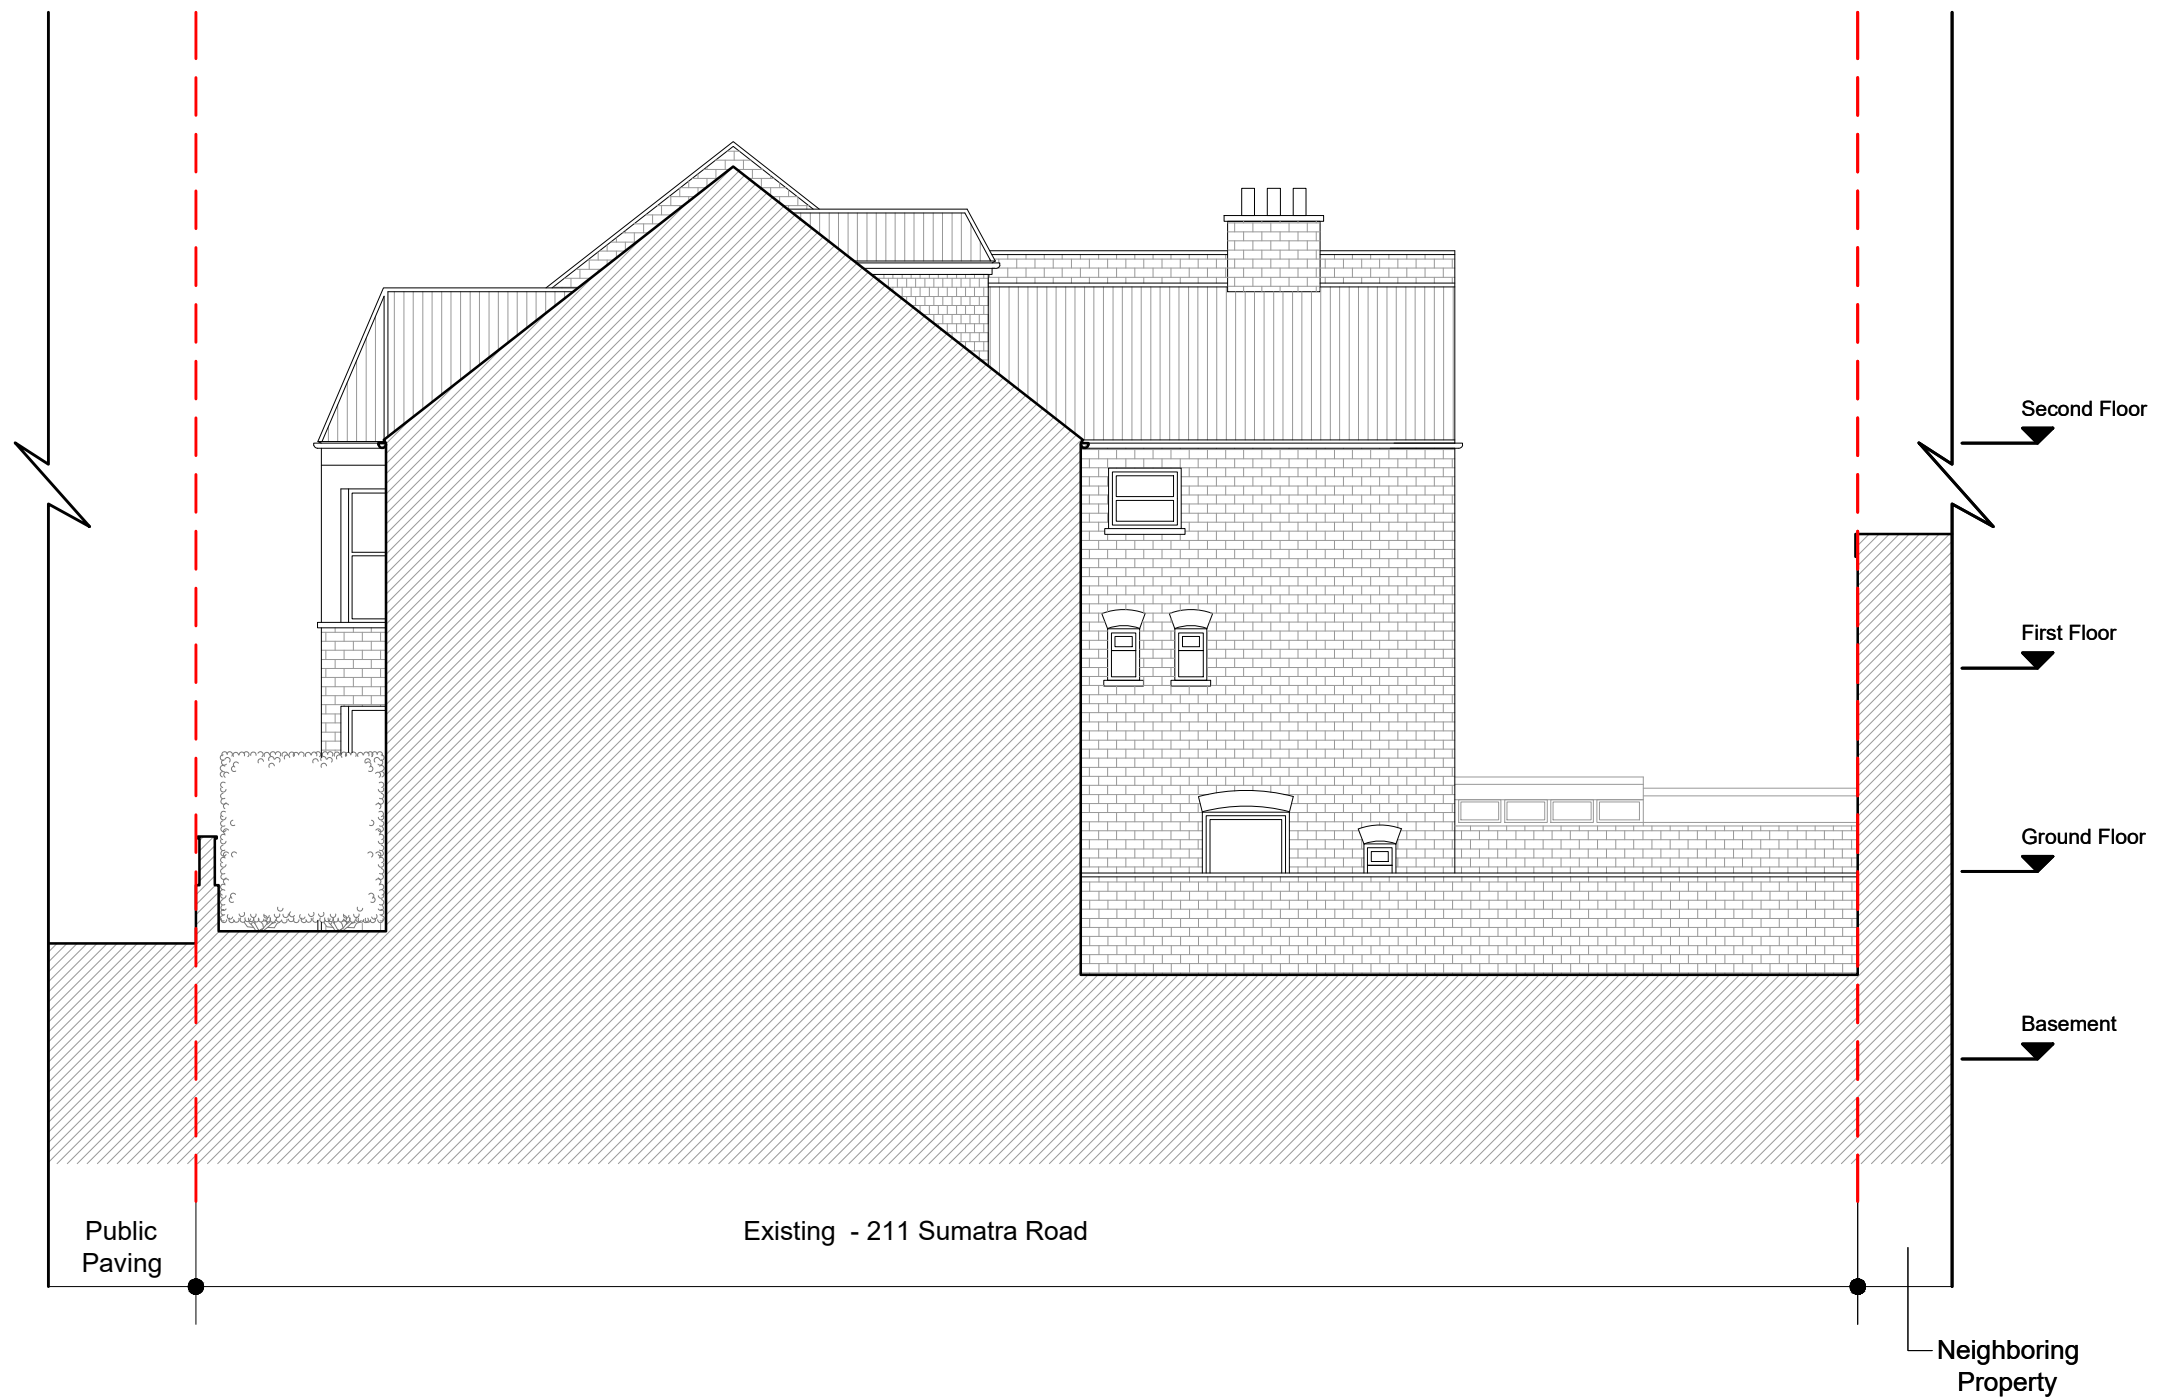 Second Floor
First Floor
Ground Floor
Basement
Public
Paving
Existing - 211 Sumatra Road
Neighboring
Property